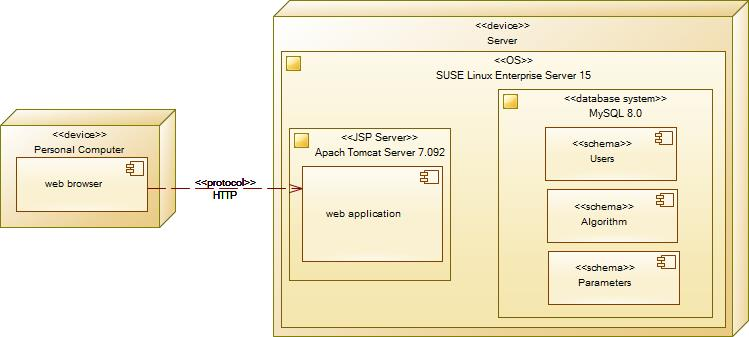 <<device>>
Server
<<OS>>
SUSE Linux Enterprise Server 15
<<database system>>
MySQL 8.0
<<device>>
Personal Computer
web browser
<<protocol>>
HTTP
<<JSP Server>>
Apach Tomcat Server 7.092
web application
<<schema>>
Users
<<schema>>
Algorithm
<<schema>>
Parameters